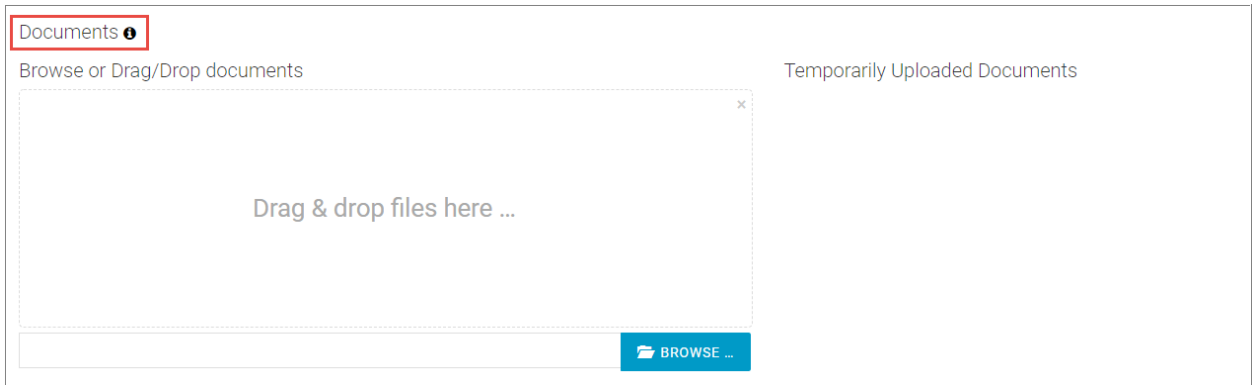 Documents
Browse or Drag/Drop documents
Temporarily Uploaded Documents
Drag & drop files here ...
BROWSE ...